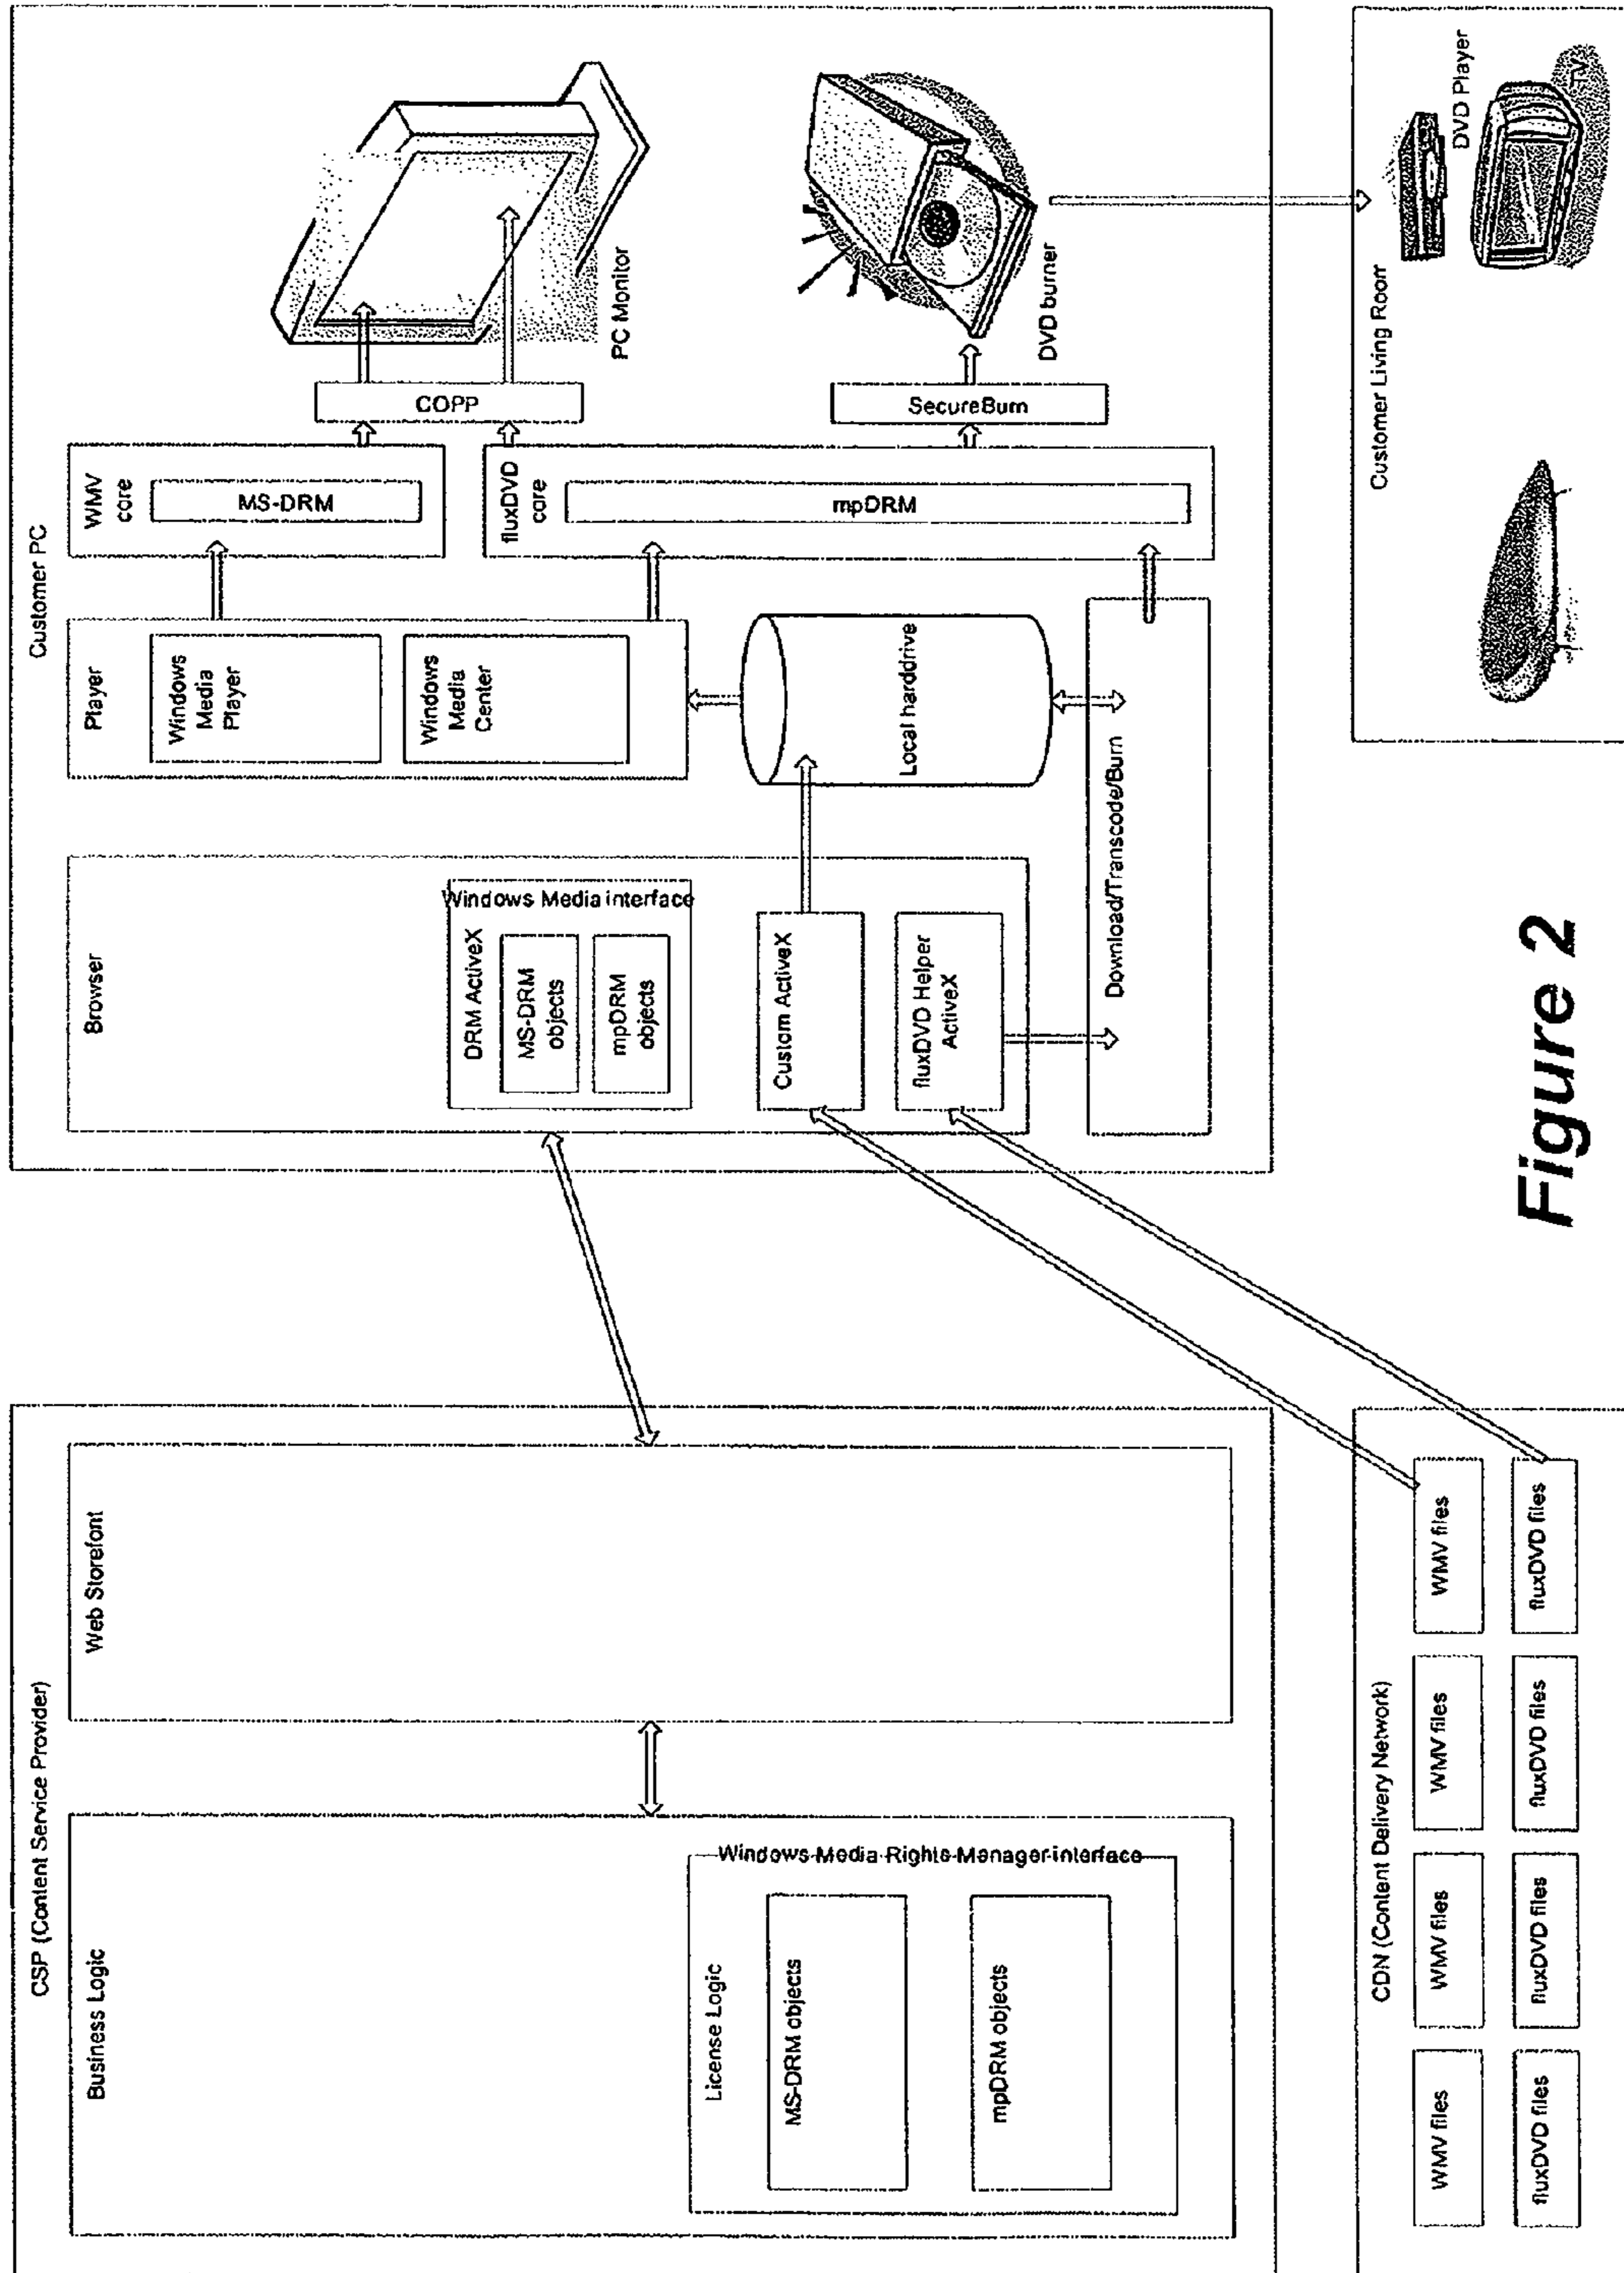 CSP (Content Service Provider)
Business Logic
License Logic
Windows Media Rights Manager interface
MS-DRM objects
mpDRM objects
Web Storefont
CDN (Content Delivery Network)
WMV files
WMV files
WMV files
WMV files
fluxDVD files
fluxDVD files
fluxDVD files
fluxDVD files
Customer PC
Browser
Windows Media interface
DRM ActiveX
MS-DRM
objects
mpDRM
objects
Custom ActiveX
fluxDVD Helper
ActiveX
Player
Windows
Media
Player
Windows
Media
Center
Local harddrive
Download/Transcode/Burn
WMV
core
MS-DRM
fluxDVD
core
mpDRM
COPP
SecureBurn
PC Monitor
DVD burner
Customer Living Room
DVD Player
TV
Figure 2